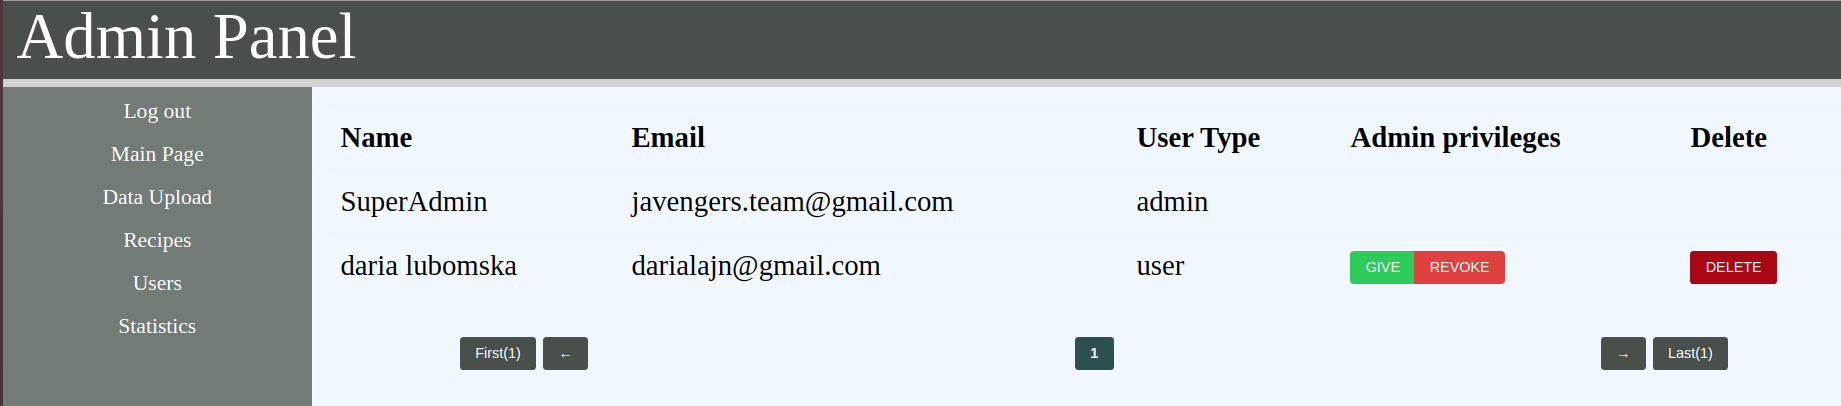 Admin Panel
Log out
Main Page
Data Upload
Recipes
Users
Statistics
Name Email User Type Admin privileges Delete
SuperAdmin javengers.team@gmail.com admin
daria lubomska darialajn@gmail.com user GIVE REVOKE DELETE
First(1) ← 1 → Last(1)